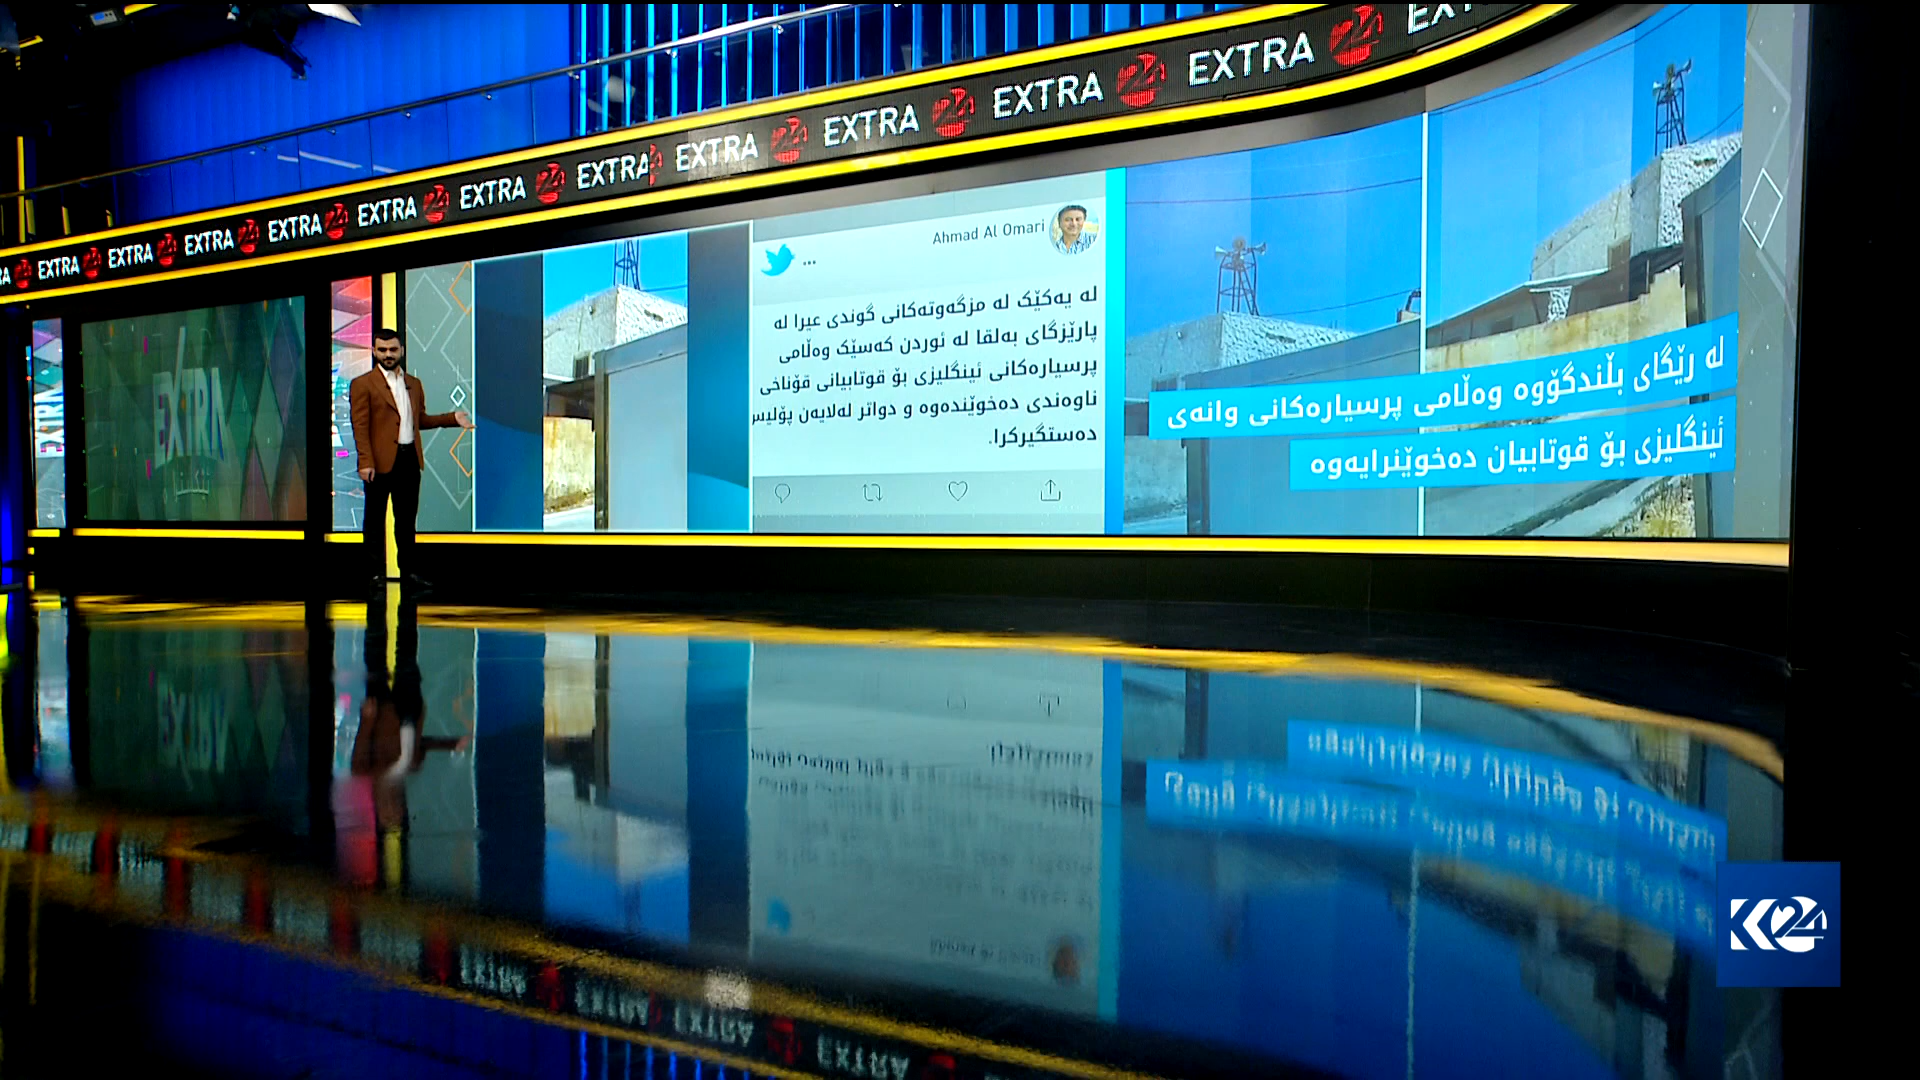 EXTRA EXTRA EXTRA EXTRA EXTRA EXTRA EXTRA EXTRA EXTRA EXTRA
EXTRA
EXTRA
Ahmad Al Omari
...
لە یەکێک لە مزگەوتەکانی گوندی عیرا لە
پارێزگای بەلقا لە ئوردن کەسێک وەڵامی
پرسیارەکانی ئینگلیزی بۆ قوتابیانی قۆناخی
ناوەندی دەخوێندەوە و دواتر لەلایەن پۆلیس
دەستگیرکرا.
لە رێگای بڵندگۆوە وەڵامی پرسیارەکانی وانەی
ئینگلیزی بۆ قوتابیان دەخوێنرایەوە
K24